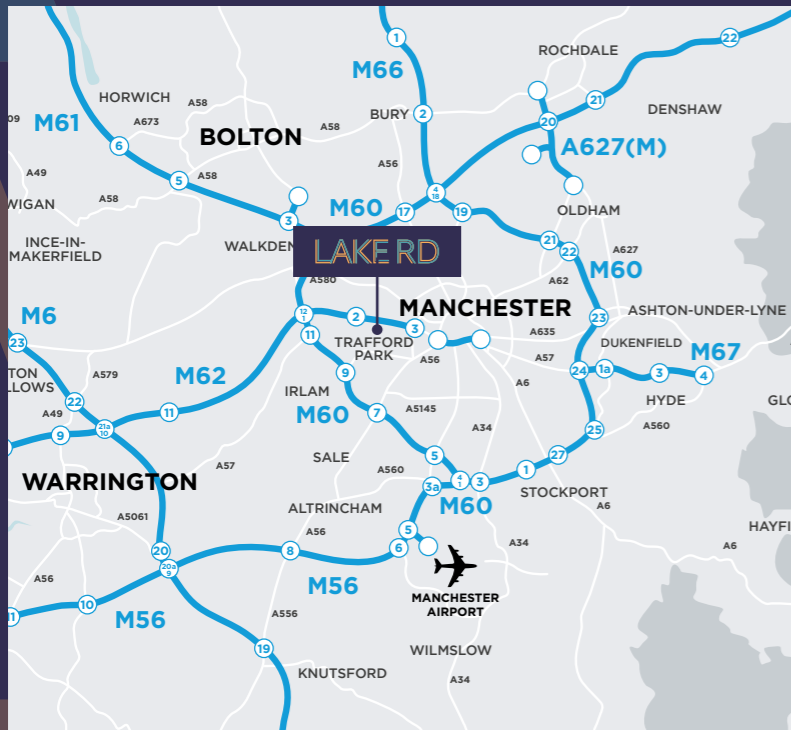 1
22
ROCHDALE
M66
HORWICH
A58
21
DENSHAW
M61
A673
BURY
2
20
09
BOLTON
A58
6
A56
A627(M)
A49
5
A58
4
18
WIGAN
A58
M60
17
19
OLDHAM
3
INCE-IN-
MAKERFIELD
WALKDEN
LAKE RD
21
22
A627
M60
A580
A62
M6
12
1
2
3
MANCHESTER
23
ASHTON-UNDER-LYNE
23
11
TRAFFORD
PARK
A635
DUKENFIELD
M67
A579
M62
A56
A57
24
1a
3
4
LLOWS
9
A6
22
IRLAM
HYDE
A49
11
M60
7
A5145
A560
21a
10
A34
25
9
SALE
5
27
A57
A560
4
1
3
1
WARRINGTON
3a
M60
STOCKPORT
ALTRINCHAM
A5061
A56
5
A6
20
8
6
A34
A6
20a
9
MANCHESTER
AIRPORT
A56
10
M56
M56
11
A556
19
WILMSLOW
KNUTSFORD
A34